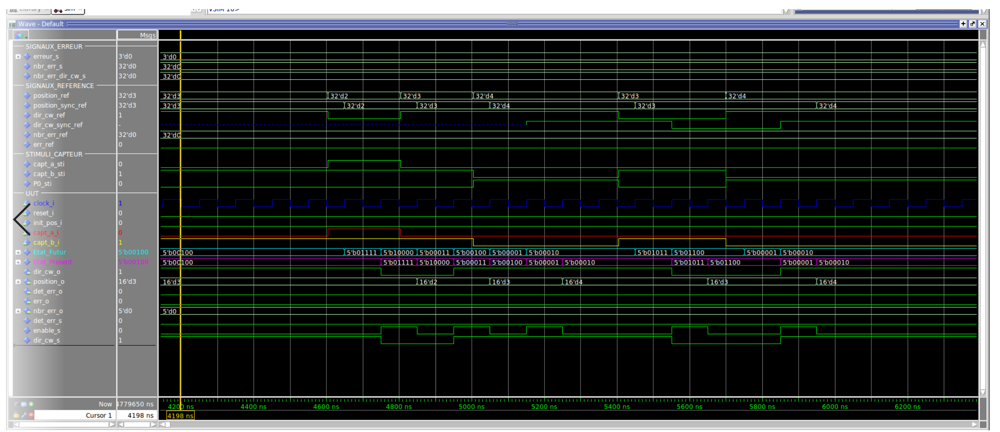 Library sim VSIM 16>
Wave - Default
Msgs
SIGNAUX_ERREUR
erreur_s 3'd0 3'd0
nbr_err_s 32'd0 32'd0
nbr_err_dir_cw_s 32'd0 32'd0
SIGNAUX_REFERENCE
position_ref 32'd3 32'd3 32'd2 32'd3 32'd4 32'd3 32'd4
position_sync_ref 32'd3 32'd3 32'd2 32'd3 32'd4 32'd3 32'd4
dir_cw_ref 1
dir_cw_sync_ref -
nbr_err_ref 32'd0 32'd0
err_ref 0
STIMULI_CAPTEUR
capt_a_sti 0
capt_b_sti 1
P0_sti 0
UUT
clock_i 1
reset_i 0
init_pos_i 0
capt_a_i 0
capt_b_i 1
Etat_Futur 5'b00100 5'b00100 5'b01111 5'b10000 5'b00011 5'b00100 5'b00001 5'b00010 5'b01011 5'b01100 5'b00001 5'b00010
Etat_Present 5'b00100 5'b00100 5'b01111 5'b10000 5'b00011 5'b00100 5'b00001 5'b00010 5'b01011 5'b01100 5'b00001 5'b00010
dir_cw_o 1
position_o 16'd3 16'd3 16'd2 16'd3 16'd4 16'd3 16'd4
det_err_o 0
err_o 0
nbr_err_o 5'd0 5'd0
det_err_s 0
enable_s 0
dir_cw_s 1
Now 4779650 ns 4200 ns 4400 ns 4600 ns 4800 ns 5000 ns 5200 ns 5400 ns 5600 ns 5800 ns 6000 ns 6200 ns
Cursor 1 4198 ns 4198 ns